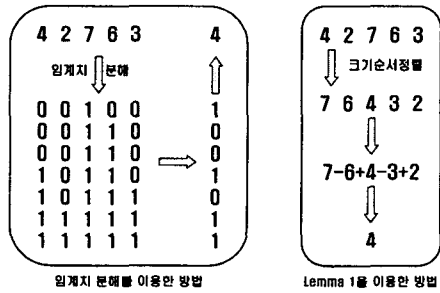 4 2 7 6 3 4
임계치 분해
0 0 1 0 0 1
0 0 1 1 0 0
0 0 1 1 0 0
1 0 1 1 0 1
1 0 1 1 1 0
1 1 1 1 1 1
1 1 1 1 1 1
임계치 분해를 이용한 방법
4 2 7 6 3
크기순서정렬
7 6 4 3 2
7-6+4-3+2
4
Lemma 1을 이용한 방법